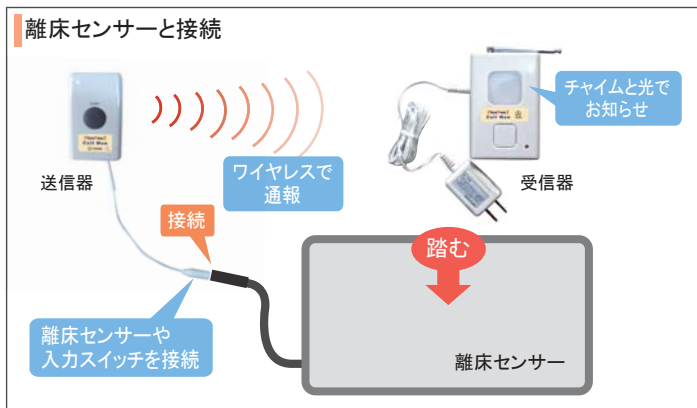 離床センサーと接続
チャイムと光で
お知らせ
ワイヤレスで
通報
送信器
受信器
接続
踏む
離床センサーや
入力スイッチを接続
離床センサー